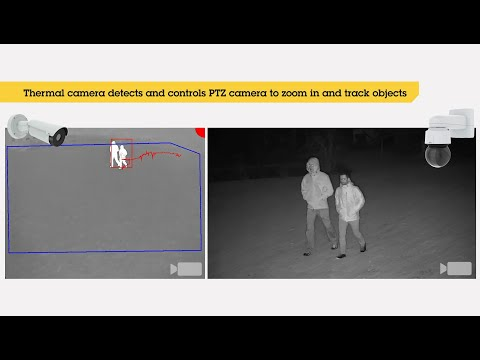 Thermal camera detects and controls PTZ camera to zoom in and track objects